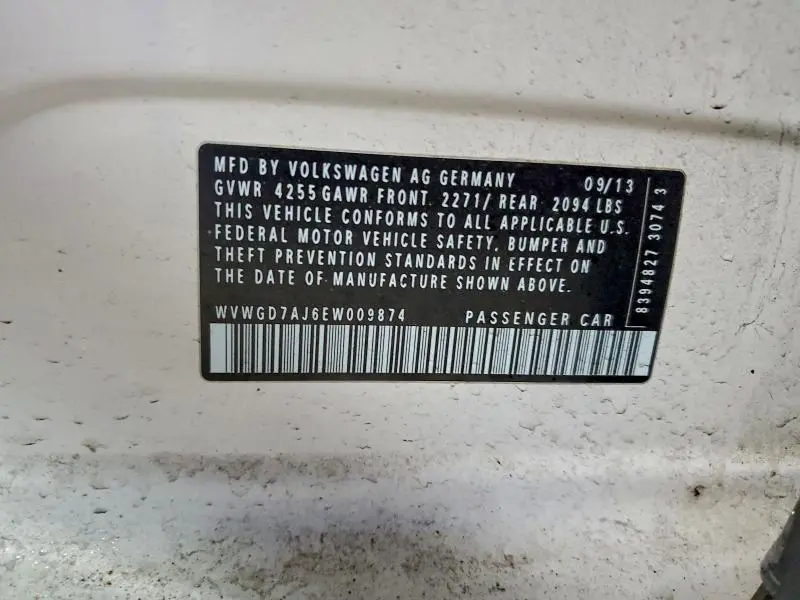 MFD BY VOLKSWAGEN AG GERMANY 09/13
GVWR 4255 GAWR FRONT 2271/ REAR 2094 LBS
THIS VEHICLE CONFORMS TO ALL APPLICABLE U.S.
FEDERAL MOTOR VEHICLE SAFETY, BUMPER AND
THEFT PREVENTION STANDARDS IN EFFECT ON
THE DATE OF MANUFACTURE SHOWN ABOVE.
WVWGD7AJ6EW009874 PASSENGER CAR
8394827 3074 3